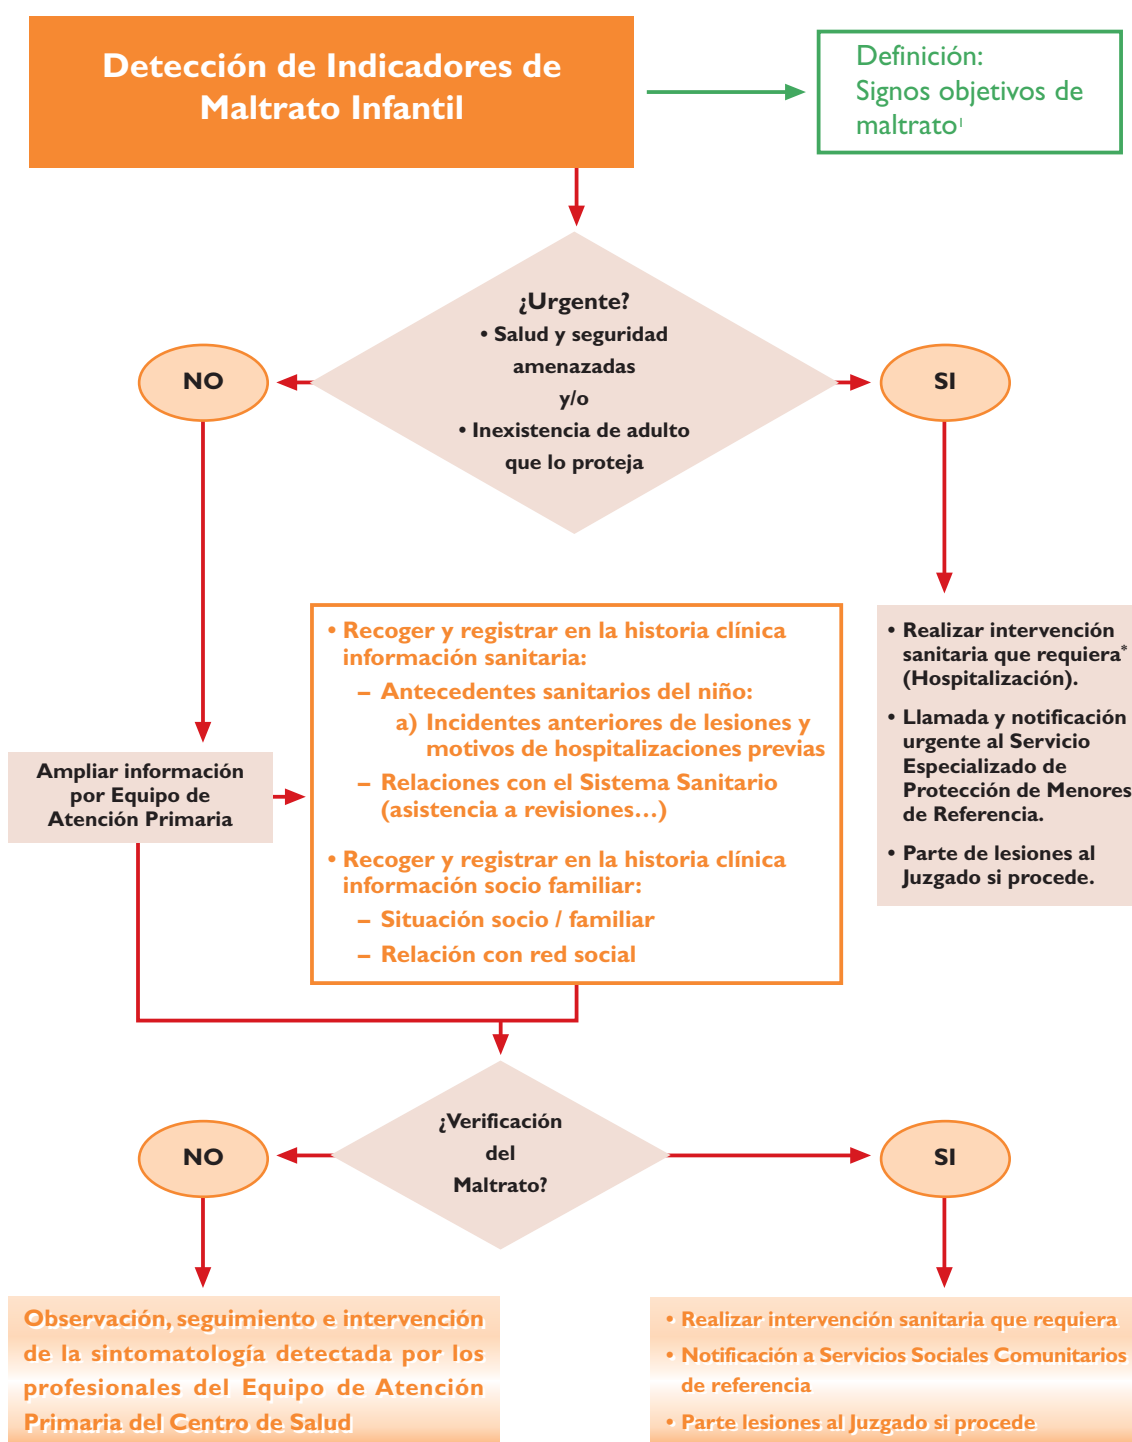 Detección de Indicadores de
Maltrato Infantil
Definición:
Signos objetivos de
maltrato¹
¿Urgente?
• Salud y seguridad
amenazadas
y/o
• Inexistencia de adulto
que lo proteja
NO
SI
• Realizar intervención
sanitaria que requiera*
(Hospitalización).
• Llamada y notificación
urgente al Servicio
Especializado de
Protección de Menores
de Referencia.
• Parte de lesiones al
Juzgado si procede.
Ampliar información
por Equipo de
Atención Primaria
• Recoger y registrar en la historia clínica
información sanitaria:
– Antecedentes sanitarios del niño:
a) Incidentes anteriores de lesiones y
motivos de hospitalizaciones previas
– Relaciones con el Sistema Sanitario
(asistencia a revisiones…)
• Recoger y registrar en la historia clínica
información socio familiar:
– Situación socio / familiar
– Relación con red social
¿Verificación
del
Maltrato?
NO
SI
Observación, seguimiento e intervención
de la sintomatología detectada por los
profesionales del Equipo de Atención
Primaria del Centro de Salud
• Realizar intervención sanitaria que requiera
• Notificación a Servicios Sociales Comunitarios
de referencia
• Parte lesiones al Juzgado si procede